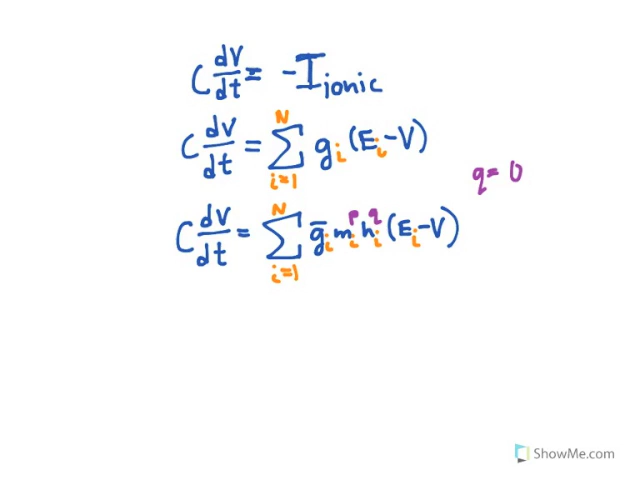 C dV/dt = -I_ionic
C dV/dt = Σ_{i=1}^{N} g_i (E_i - V)
q = 0
C dV/dt = Σ_{i=1}^{N} g̅_i m_i^p h_i^q (E_i - V)
ShowMe.com